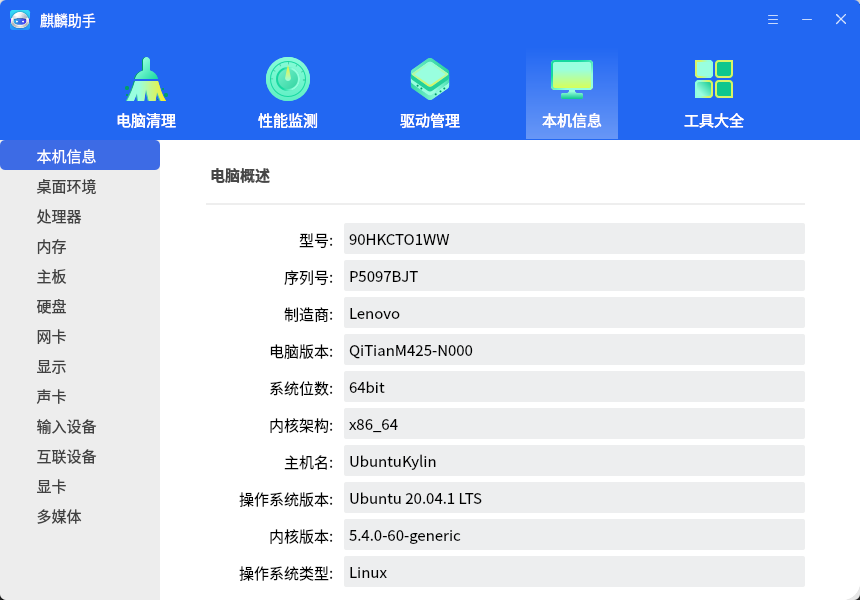 麒麟助手
电脑清理
性能监测
驱动管理
本机信息
工具大全
本机信息
桌面环境
处理器
内存
主板
硬盘
网卡
显示
声卡
输入设备
互联设备
显卡
多媒体
电脑概述
型号: 90HKCTO1WW
序列号: P5097BJT
制造商: Lenovo
电脑版本: QiTianM425-N000
系统位数: 64bit
内核架构: x86_64
主机名: UbuntuKylin
操作系统版本: Ubuntu 20.04.1 LTS
内核版本: 5.4.0-60-generic
操作系统类型: Linux